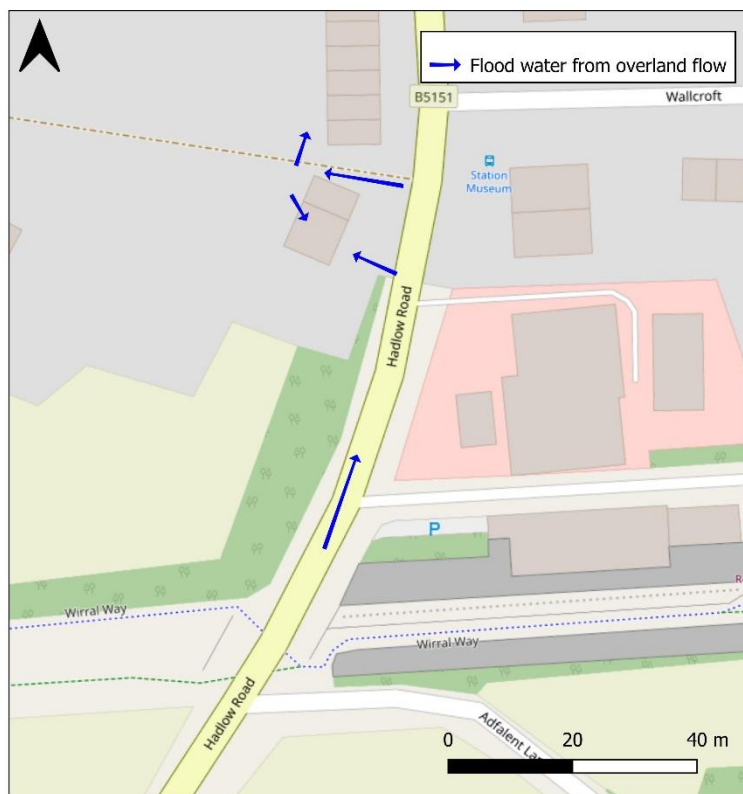 Flood water from overland flow
B5151
Wallcroft
Station
Museum
Hadlow Road
P
Wirral Way
Wirral Way
Hadlow Road
Adfalent
0 20 40 m